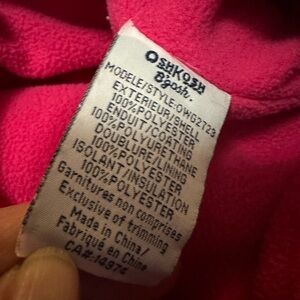 OSHKOSH
B'gosh.
MODELE/STYLE:OWG2T23
EXTERIEUR/SHELL
100%POLYESTER
ENDUIT/COATING
100%POLYURETHANE
DOUBLURE/LINING
100%POLYESTER
ISOLANT/INSULATION
100%POLYESTER
Garnitures non comprises
Exclusive of trimming
Made in China/
Fabriqué en Chine
CA#:14974